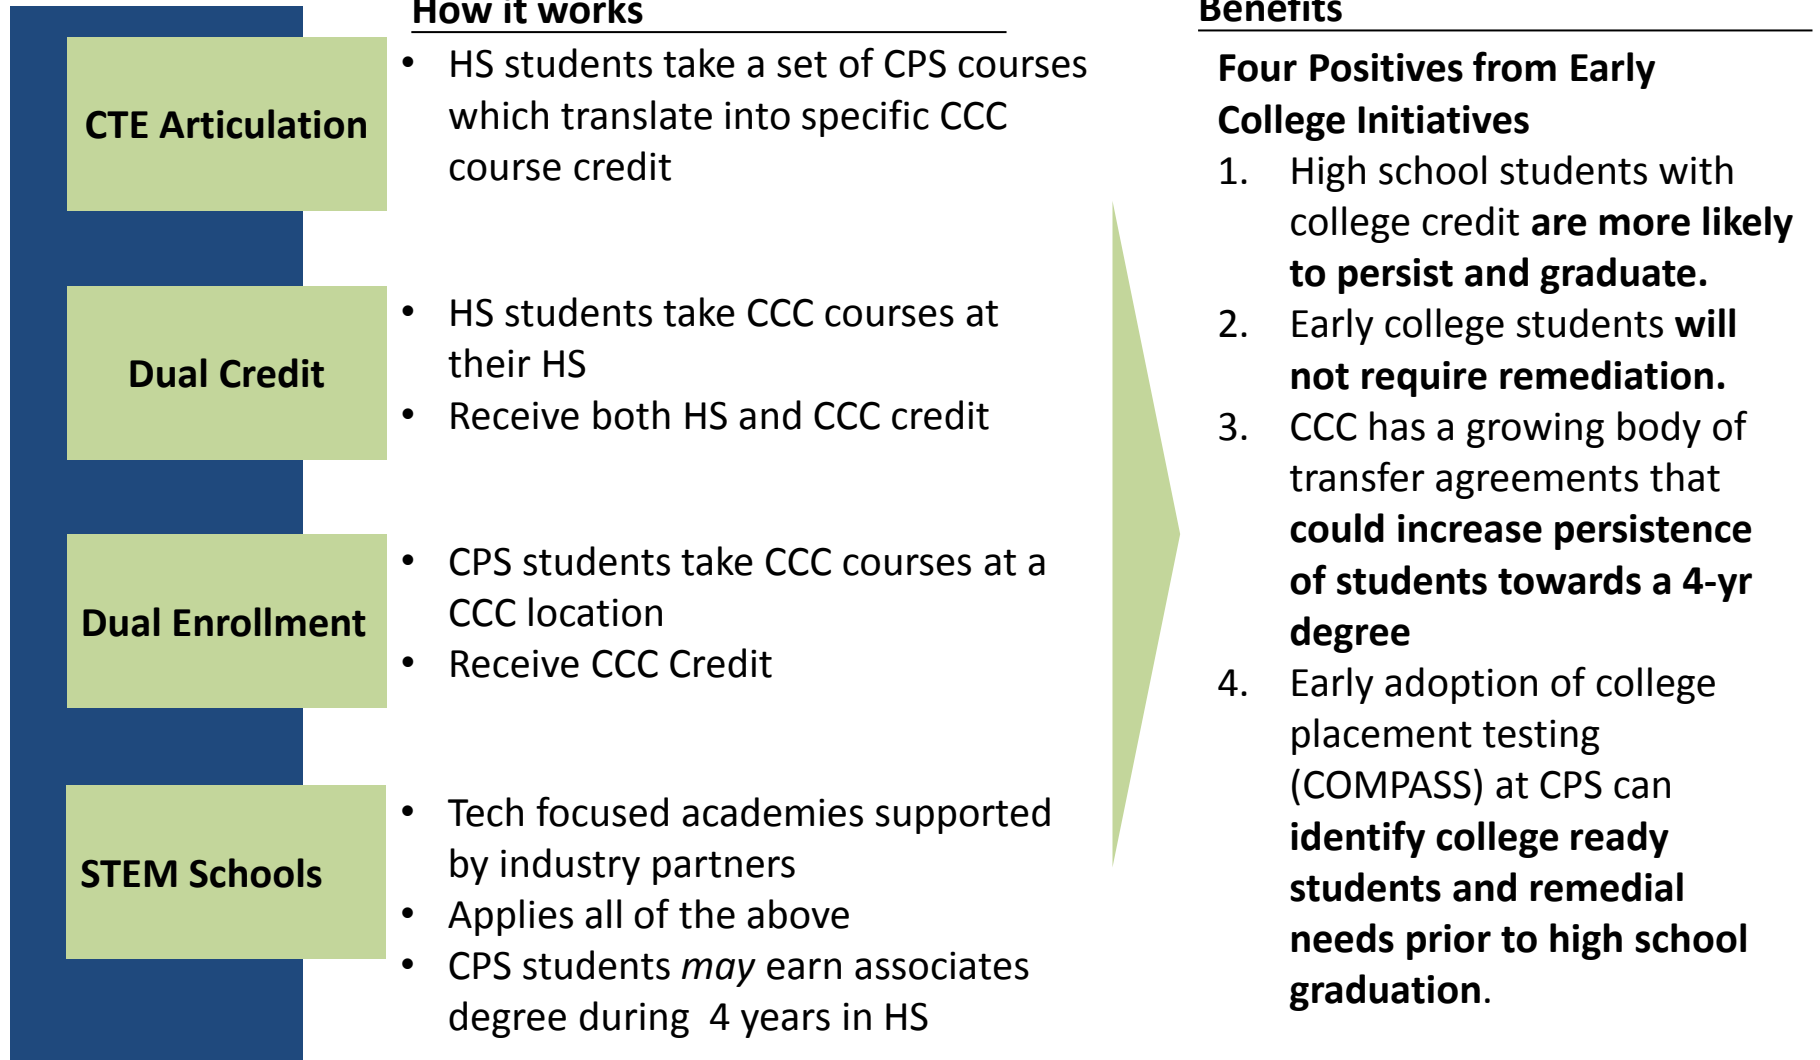 How it works
CTE Articulation
• HS students take a set of CPS courses
which translate into specific CCC
course credit
Dual Credit
• HS students take CCC courses at
their HS
• Receive both HS and CCC credit
Dual Enrollment
• CPS students take CCC courses at a
CCC location
• Receive CCC Credit
STEM Schools
• Tech focused academies supported
by industry partners
• Applies all of the above
• CPS students may earn associates
degree during 4 years in HS
Benefits
Four Positives from Early
College Initiatives
1. High school students with
college credit are more likely
to persist and graduate.
2. Early college students will
not require remediation.
3. CCC has a growing body of
transfer agreements that
could increase persistence
of students towards a 4-yr
degree
4. Early adoption of college
placement testing
(COMPASS) at CPS can
identify college ready
students and remedial
needs prior to high school
graduation.